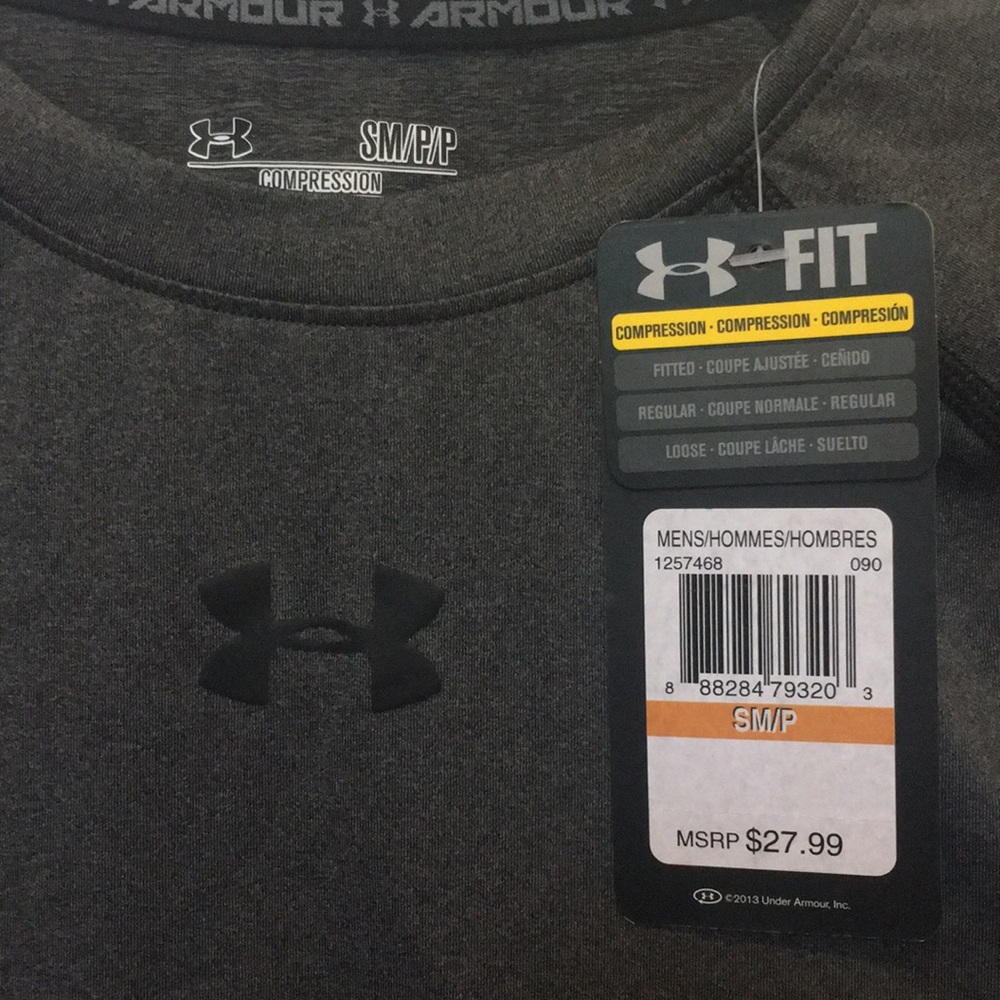 ARMOUR ARMOUR
SM/P/P
COMPRESSION
FIT
COMPRESSION · COMPRESSION · COMPRESIÓN
FITTED · COUPE AJUSTÉE · CEÑIDO
REGULAR · COUPE NORMALE · REGULAR
LOOSE · COUPE LÂCHE · SUELTO
MENS/HOMMES/HOMBRES
1257468 090
8 88284 79320 3
SM/P
MSRP $27.99
©2013 Under Armour, Inc.